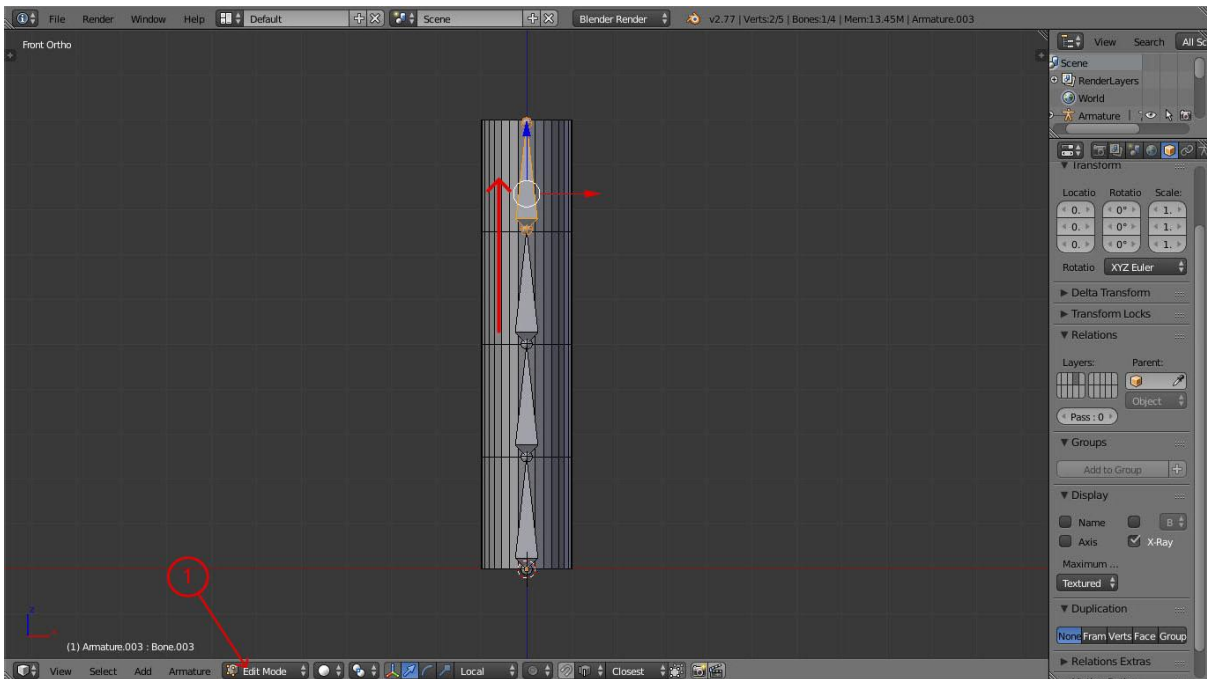 File Render Window Help Default Scene Blender Render v2.77 | Verts:2/5 | Bones:1/4 | Mem:13.45M | Armature.003
Front Ortho
View Search All Sc
Scene
RenderLayers
World
Armature
Transform
Locatio Rotatio Scale:
0. 0° 1.
0. 0° 1.
0. 0° 1.
Rotatio XYZ Euler
Delta Transform
Transform Locks
Relations
Layers: Parent:
Object
Pass : 0
Groups
Add to Group
Display
Name B
Axis X-Ray
Maximum ...
Textured
Duplication
None Fram Verts Face Group
Relations Extras
1
z
x
(1) Armature.003 : Bone.003
View Select Add Armature Edit Mode Local Closest